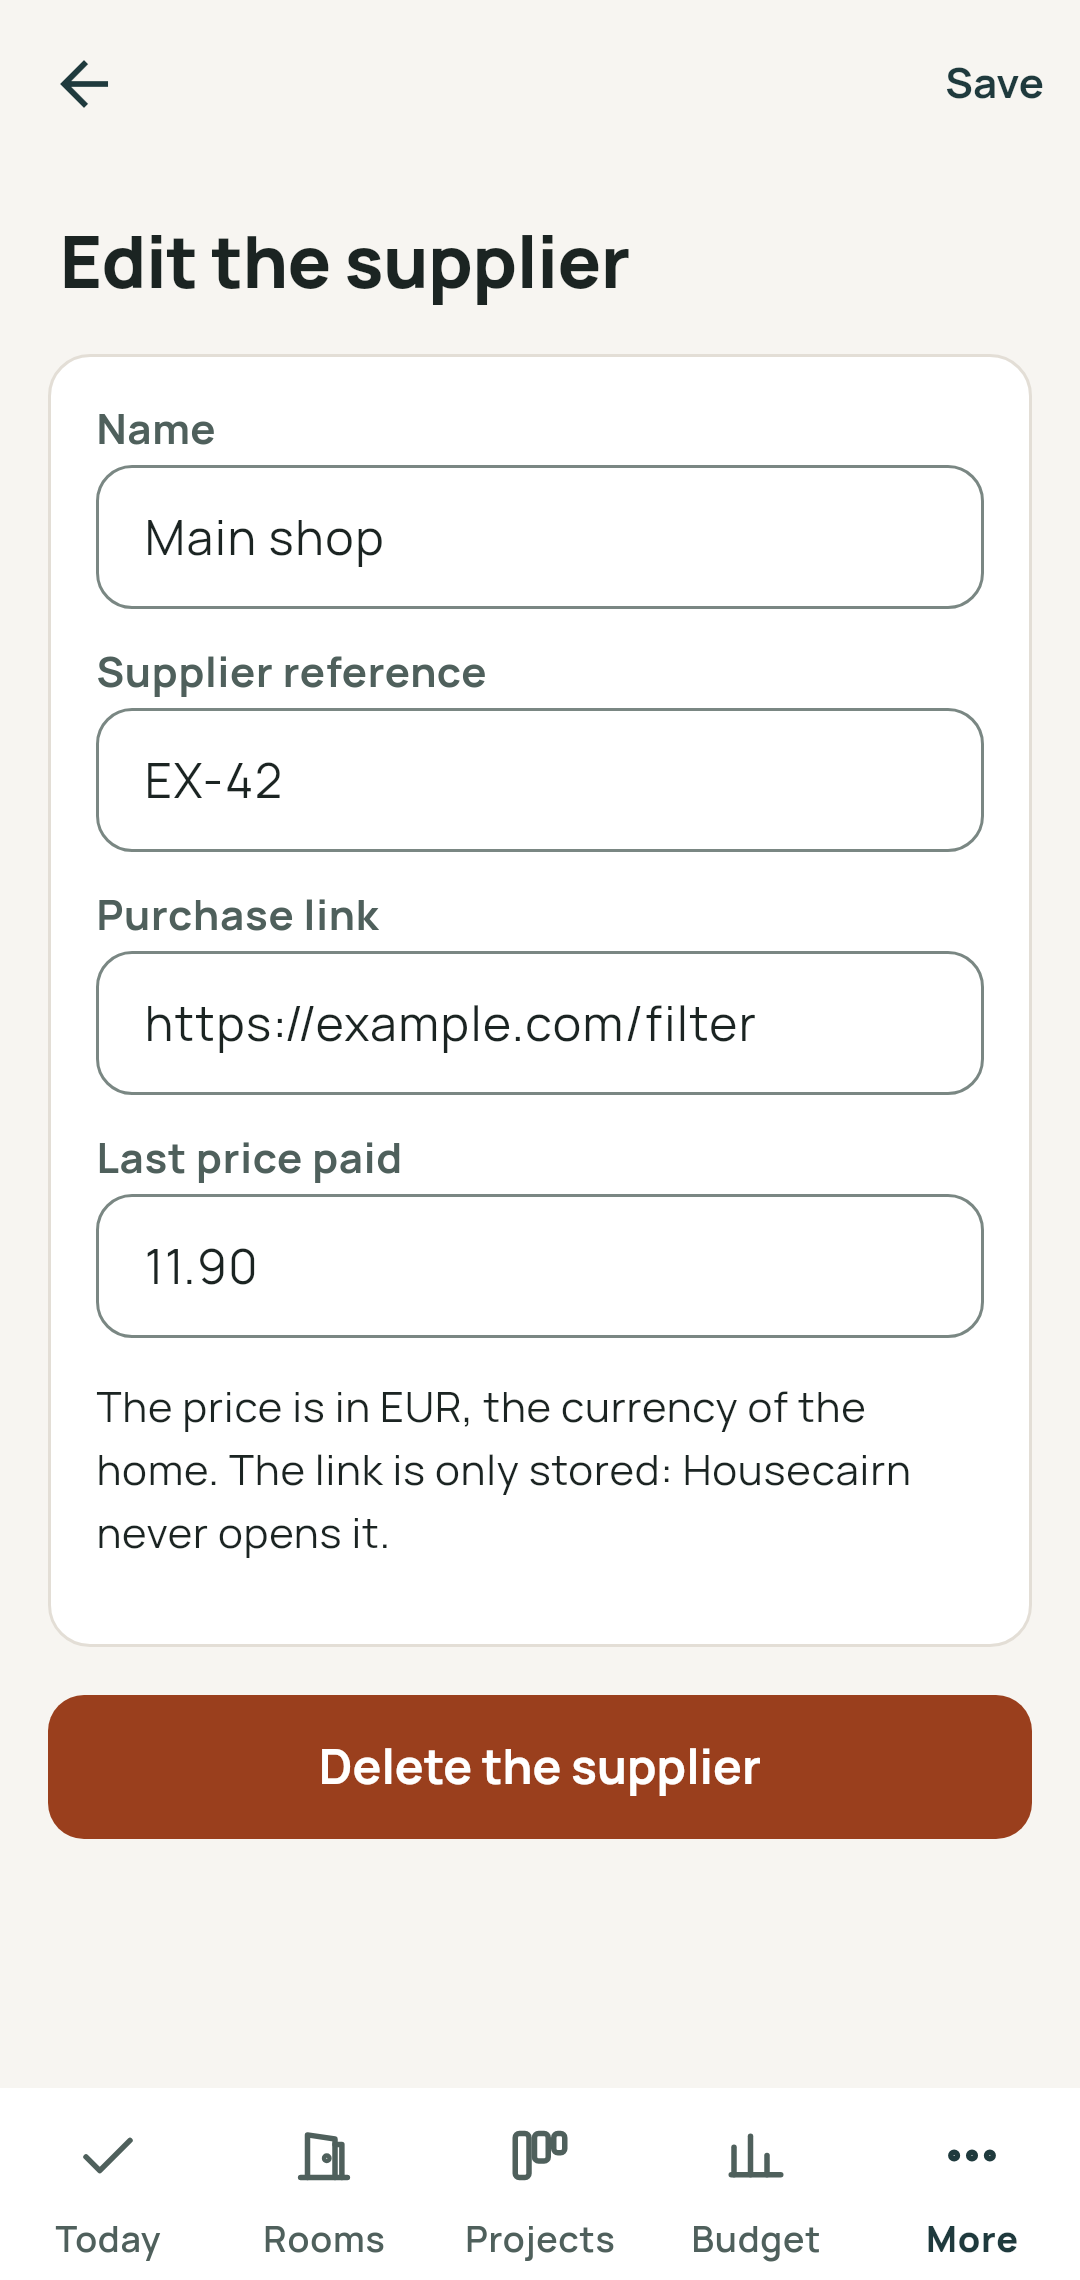 Save
Edit the supplier
Name
Main shop
Supplier reference
EX-42
Purchase link
https://example.com/filter
Last price paid
11.90
The price is in EUR, the currency of the
home. The link is only stored: Housecairn
never opens it.
Delete the supplier
Today
Rooms
Projects
Budget
More